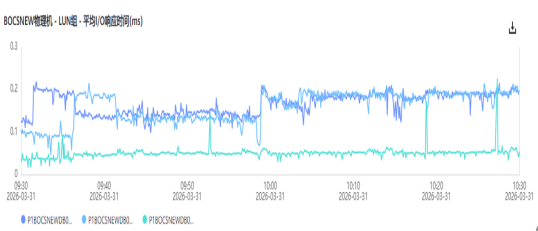 BOCSNEW物理机 - LUN组 - 平均I/O响应时间(ms)
0.3
0.2
0.1
0
09:30 09:40 09:50 10:00 10:10 10:20 10:30
2026-03-31 2026-03-31 2026-03-31 2026-03-31 2026-03-31 2026-03-31 2026-03-31
P1BOCSNEWDB0... P1BOCSNEWDB0... P1BOCSNEWDB0...